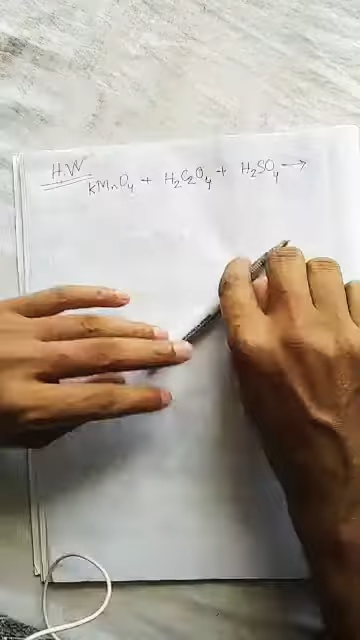 H.W
KMnO₄ + H₂C₂O₄ + H₂SO₄ →